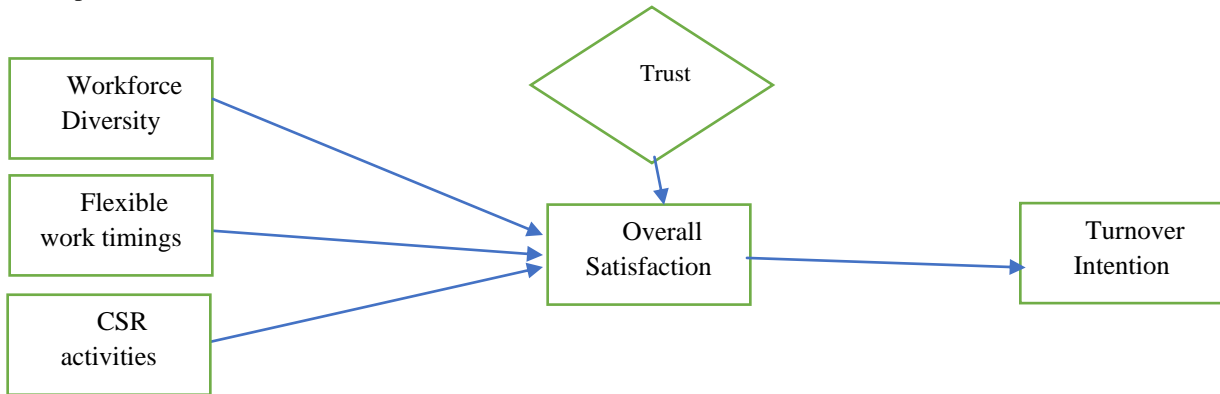 Workforce
Diversity
Trust
Flexible
work timings
Overall
Satisfaction
Turnover
Intention
CSR
activities